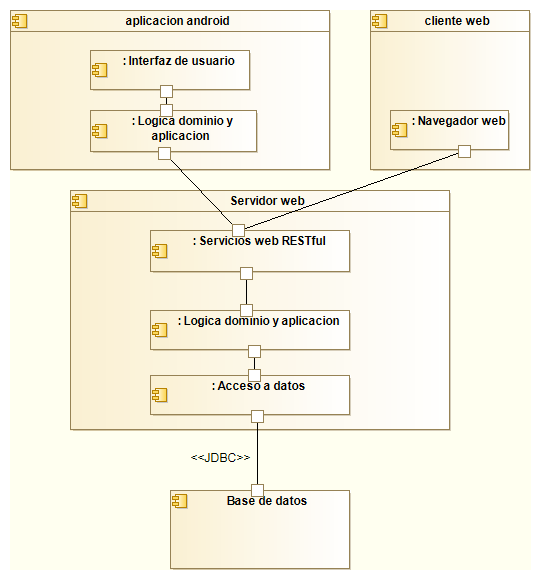 aplicacion android
cliente web
: Interfaz de usuario
: Logica dominio y
aplicacion
: Navegador web
Servidor web
: Servicios web RESTful
: Logica dominio y aplicacion
: Acceso a datos
<<JDBC>>
Base de datos